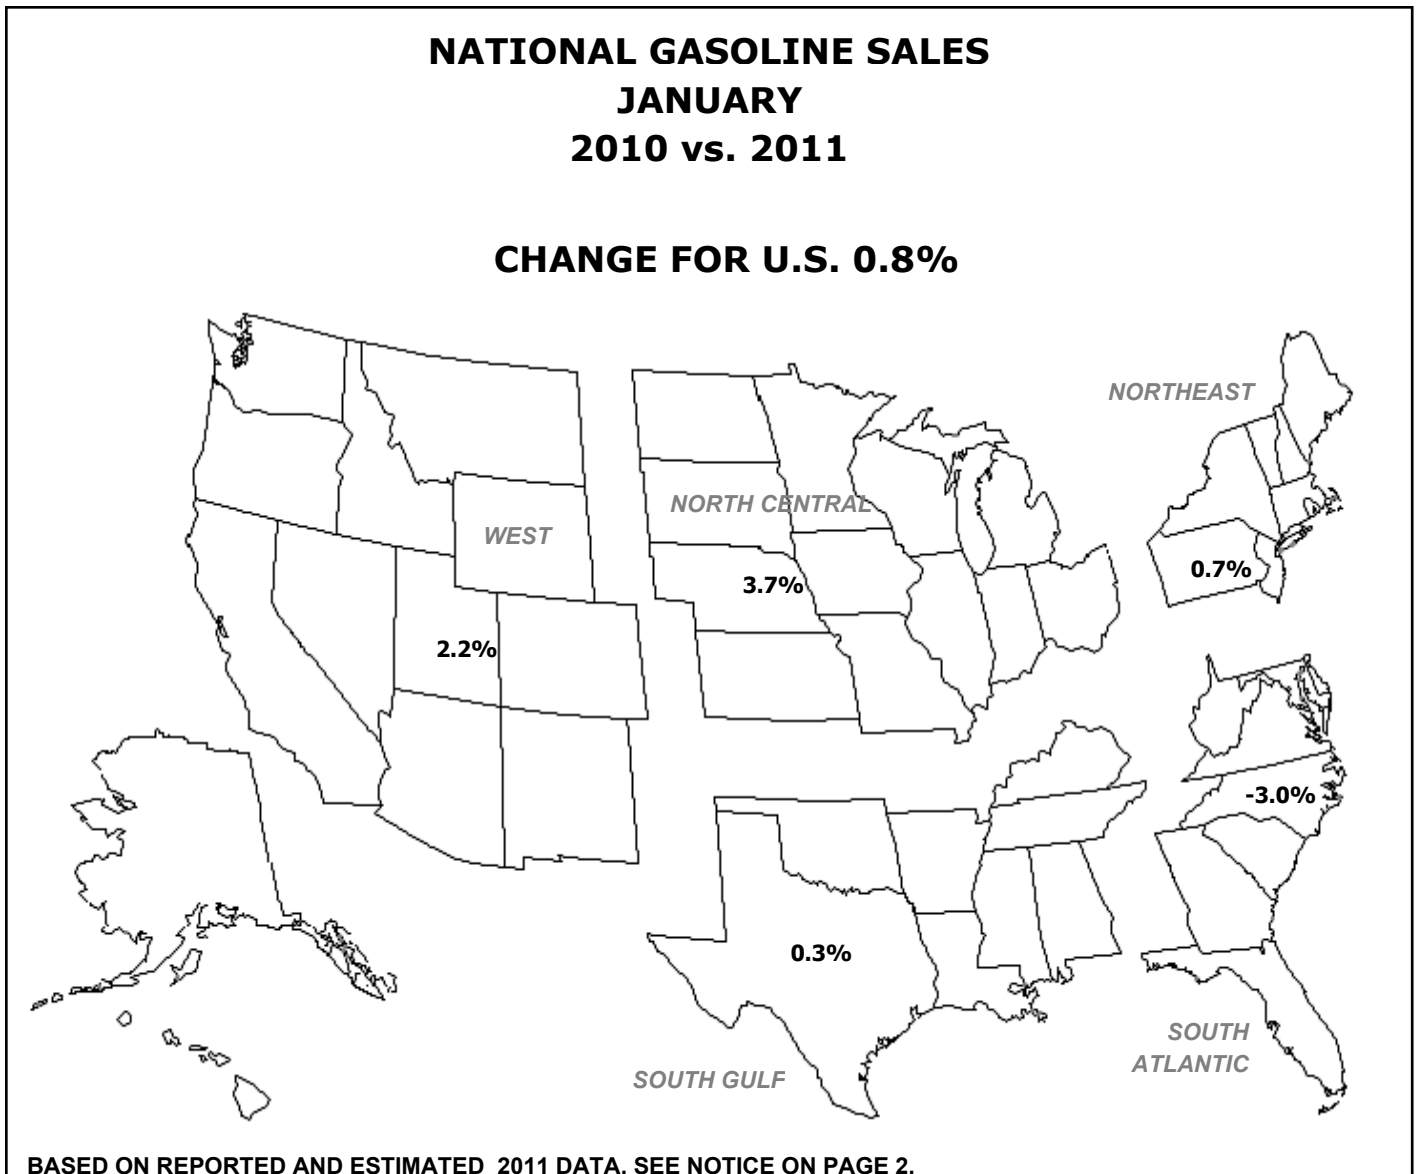 NATIONAL GASOLINE SALES
JANUARY
2010 vs. 2011
CHANGE FOR U.S. 0.8%
NORTHEAST
NORTH CENTRAL
WEST
0.7%
3.7%
2.2%
-3.0%
0.3%
SOUTH
ATLANTIC
SOUTH GULF
BASED ON REPORTED AND ESTIMATED  2011 DATA. SEE NOTICE ON PAGE 2.